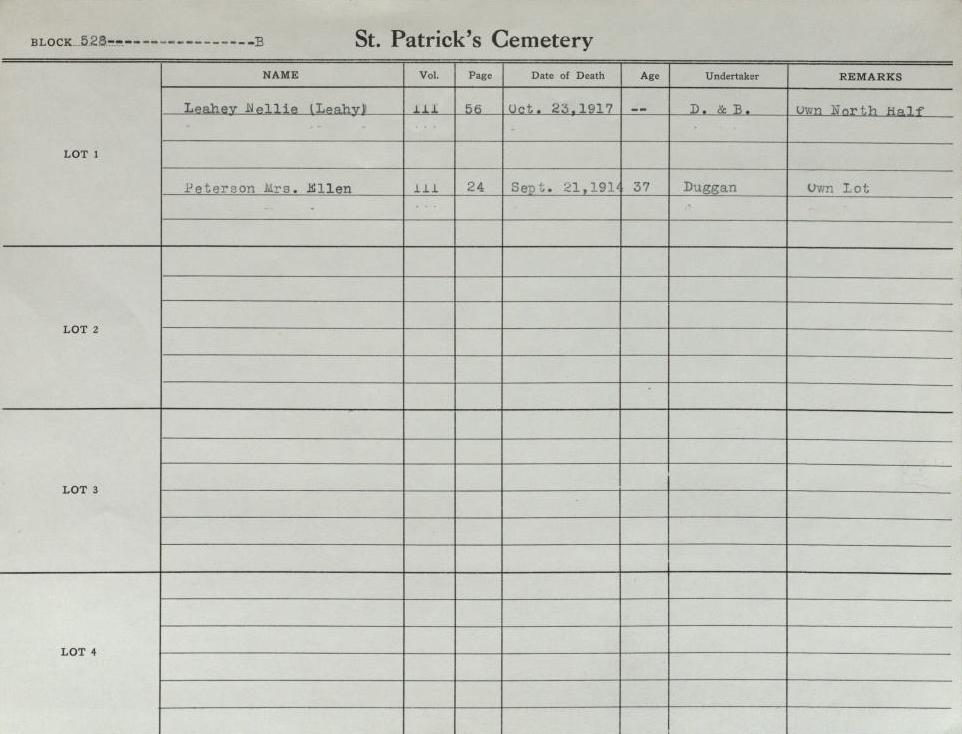 BLOCK 528-----------------B St. Patrick's Cemetery
NAME Vol. Page Date of Death Age Undertaker REMARKS
Leahey Nellie (Leahy) III 56 Oct. 23,1917 -- D. & B. Own North Half
LOT 1
Peterson Mrs. Ellen III 24 Sept. 21,1914 37 Duggan Own Lot
LOT 2
LOT 3
LOT 4